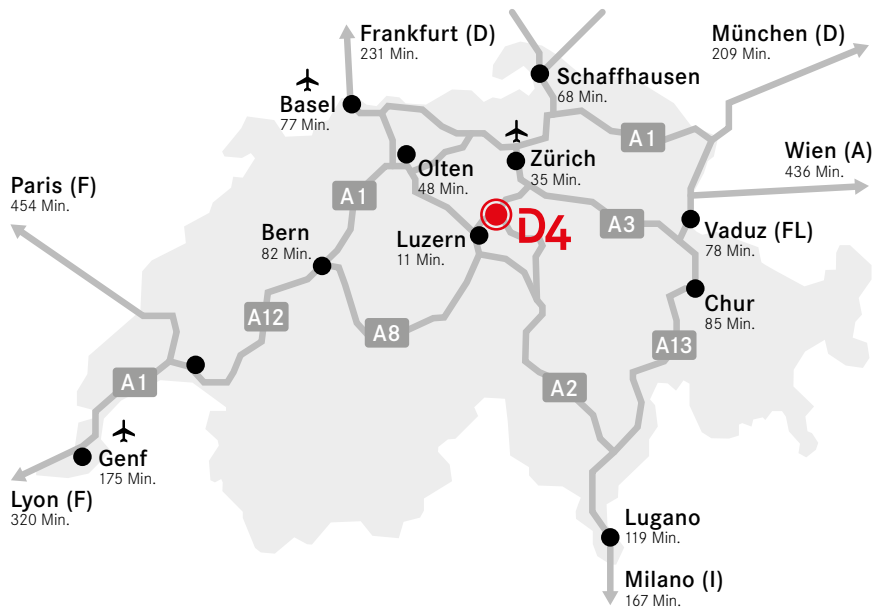 Frankfurt (D)
231 Min.
München (D)
209 Min.
Schaffhausen
68 Min.
Basel
77 Min.
A1
Zürich
35 Min.
Wien (A)
436 Min.
Olten
48 Min.
Paris (F)
454 Min.
A1
D4
A3
Vaduz (FL)
78 Min.
Bern
82 Min.
Luzern
11 Min.
Chur
85 Min.
A12
A8
A13
A1
A2
Genf
175 Min.
Lyon (F)
320 Min.
Lugano
119 Min.
Milano (I)
167 Min.